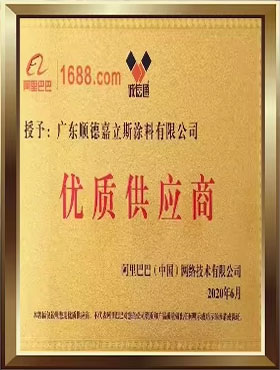 阿里巴巴 1688.com 诚信通
授予：广东顺德嘉立斯涂料有限公司
优质供应商
阿里巴巴（中国）网络技术有限公司
2020年6月